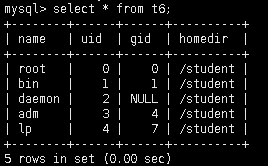 mysql> select * from t6;
+--------+------+------+----------+
| name   | uid  | gid  | homedir  |
+--------+------+------+----------+
| root   |    0 |    0 | /student |
| bin    |    1 |    1 | /student |
| daemon |    2 | NULL | /student |
| adm    |    3 |    4 | /student |
| lp     |    4 |    7 | /student |
+--------+------+------+----------+
5 rows in set (0.00 sec)